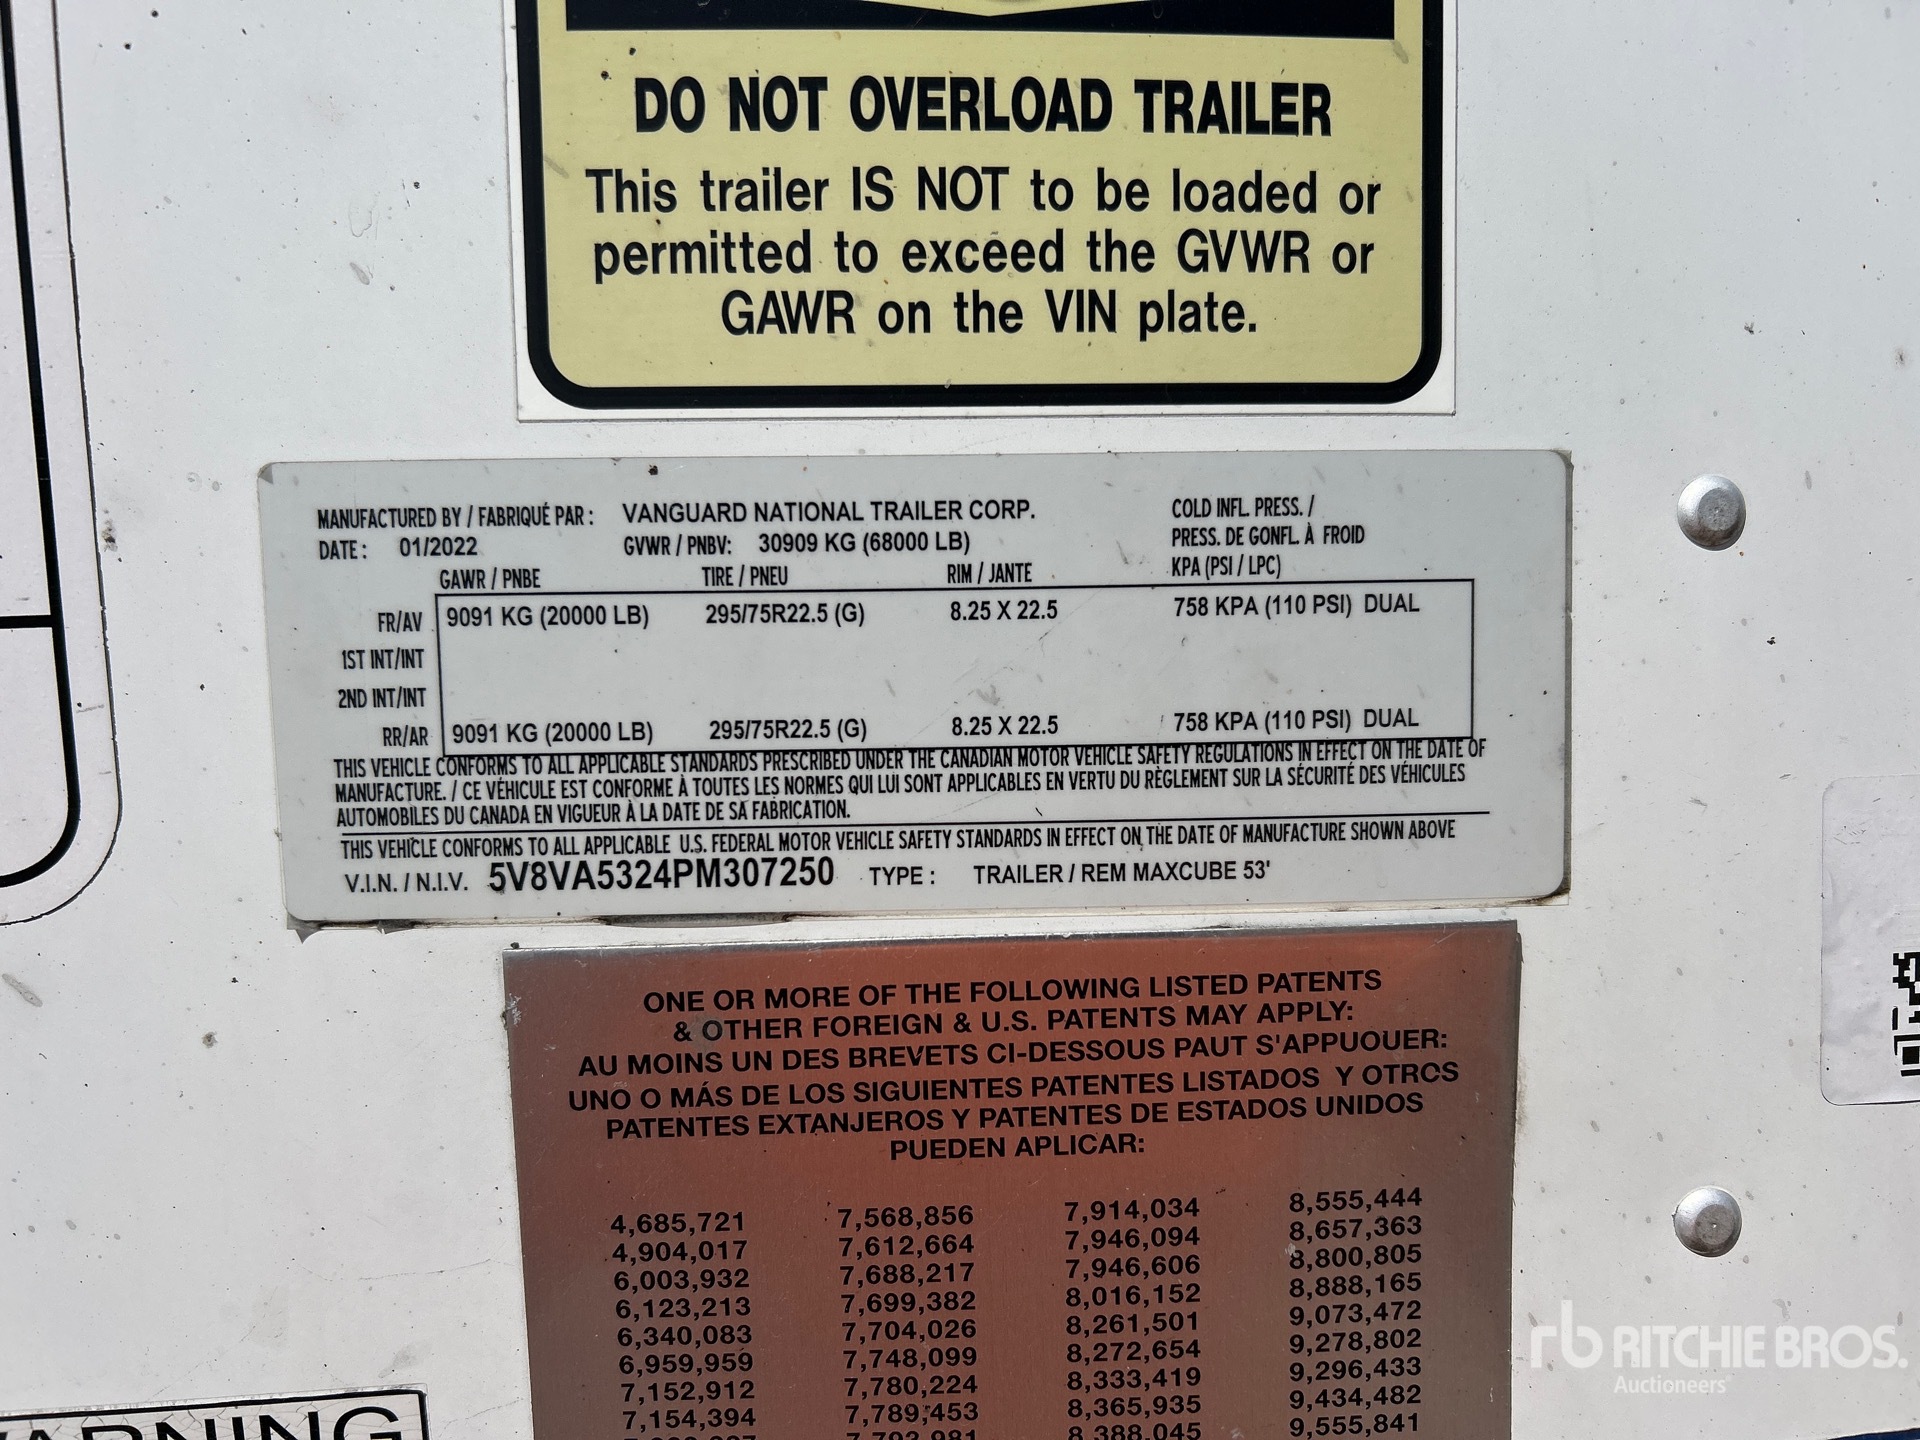 DO NOT OVERLOAD TRAILER
This trailer IS NOT to be loaded or
permitted to exceed the GVWR or
GAWR on the VIN plate.
MANUFACTURED BY / FABRIQUÉ PAR : VANGUARD NATIONAL TRAILER CORP. COLD INFL. PRESS. /
DATE : 01/2022 GVWR / PNBV: 30909 KG (68000 LB) PRESS. DE GONFL. À FROID
GAWR / PNBE TIRE / PNEU RIM / JANTE KPA (PSI / LPC)
FR/AV 9091 KG (20000 LB) 295/75R22.5 (G) 8.25 X 22.5 758 KPA (110 PSI) DUAL
1ST INT/INT
2ND INT/INT
RR/AR 9091 KG (20000 LB) 295/75R22.5 (G) 8.25 X 22.5 758 KPA (110 PSI) DUAL
THIS VEHICLE CONFORMS TO ALL APPLICABLE STANDARDS PRESCRIBED UNDER THE CANADIAN MOTOR VEHICLE SAFETY REGULATIONS IN EFFECT ON THE DATE OF
MANUFACTURE. / CE VÉHICULE EST CONFORME À TOUTES LES NORMES QUI LUI SONT APPLICABLES EN VERTU DU RÈGLEMENT SUR LA SÉCURITÉ DES VÉHICULES
AUTOMOBILES DU CANADA EN VIGUEUR À LA DATE DE SA FABRICATION.
THIS VEHICLE CONFORMS TO ALL APPLICABLE U.S. FEDERAL MOTOR VEHICLE SAFETY STANDARDS IN EFFECT ON THE DATE OF MANUFACTURE SHOWN ABOVE
V.I.N. / N.I.V. 5V8VA5324PM307250 TYPE : TRAILER / REM MAXCUBE 53'
ONE OR MORE OF THE FOLLOWING LISTED PATENTS
& OTHER FOREIGN & U.S. PATENTS MAY APPLY:
AU MOINS UN DES BREVETS CI-DESSOUS PAUT S'APPUOUER:
UNO O MÁS DE LOS SIGUIENTES PATENTES LISTADOS Y OTROS
PATENTES EXTANJEROS Y PATENTES DE ESTADOS UNIDOS
PUEDEN APLICAR:
4,685,721 7,568,856 7,914,034 8,555,444
4,904,017 7,612,664 7,946,094 8,657,363
6,003,932 7,688,217 7,946,606 8,800,805
6,123,213 7,699,382 8,016,152 8,888,165
6,340,083 7,704,026 8,261,501 9,073,472
6,959,959 7,748,099 8,272,654 9,278,802
7,152,912 7,780,224 8,333,419 9,296,433
7,154,394 7,789,453 8,365,935 9,434,482
7,793,981 8,388,045 9,555,841
WARNING
rb RITCHIE BROS.
Auctioneers